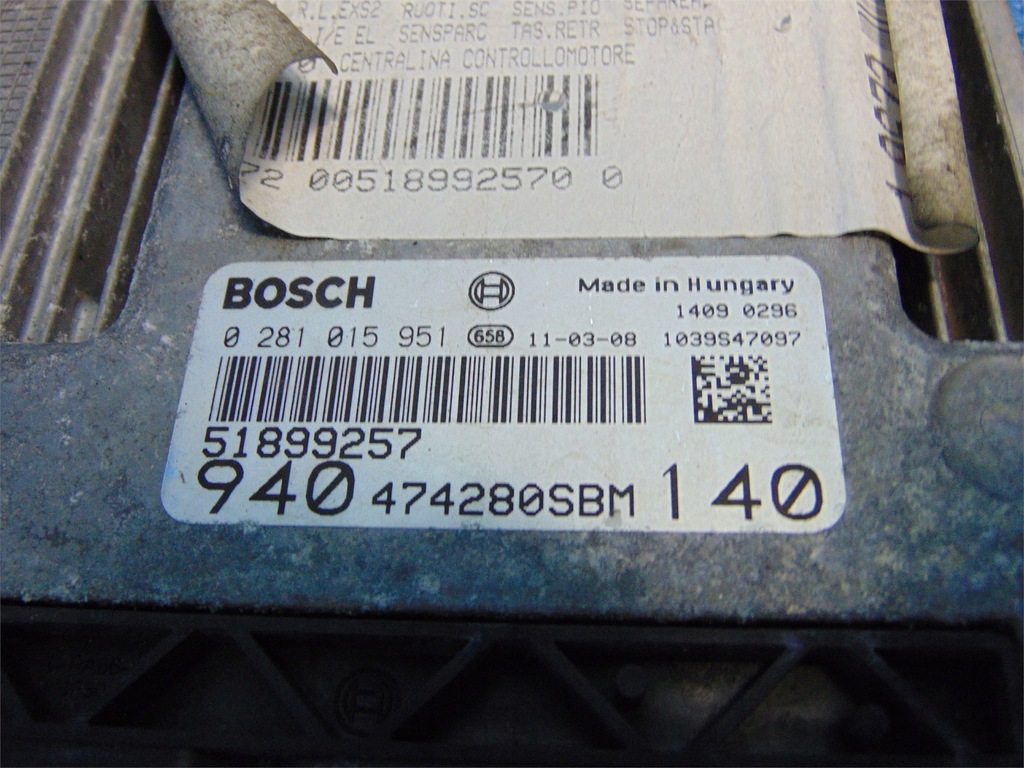 R.L.EXS2 RUOTI.SC SENS.PIO
I/E EL SENSPARC TAS.RETR STOP&STA
CENTRALINA CONTROLLOMOTORE
2 00518992570 0
BOSCH Made in Hungary
1409 0296
0 281 015 951 658 11-03-08 1039S47097
51899257
940 474280SBM 140